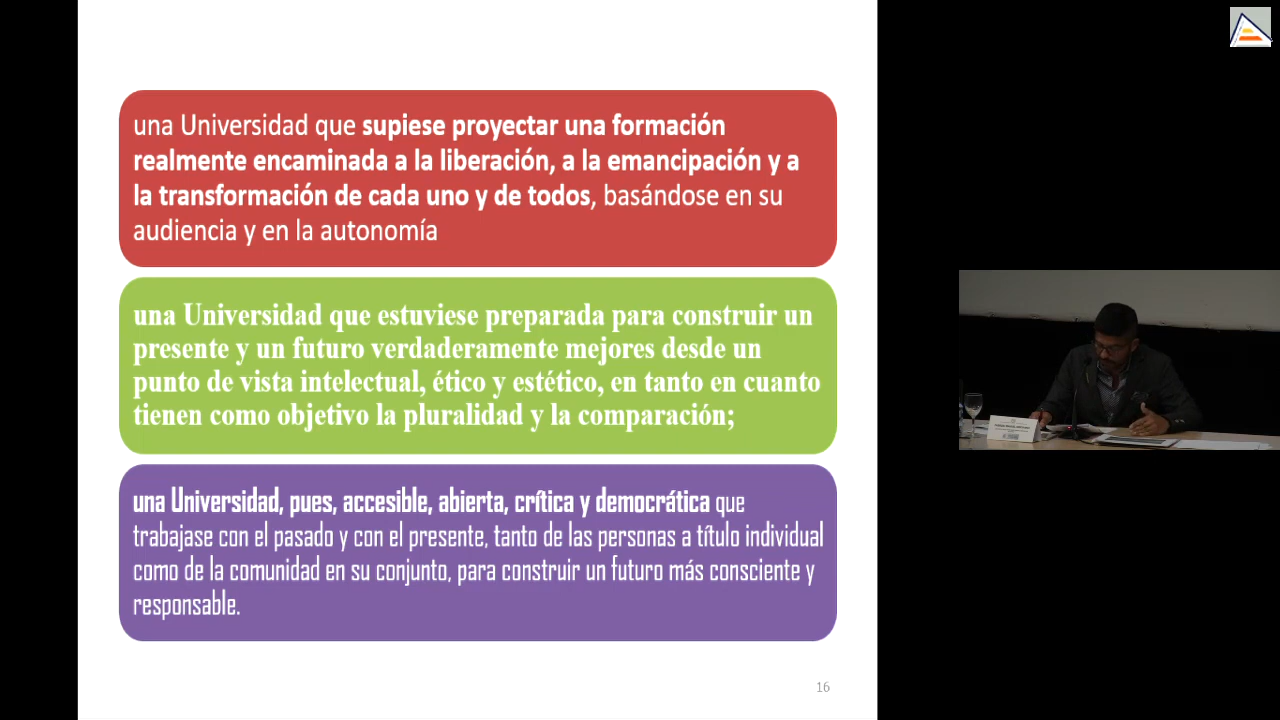 una Universidad que supiese proyectar una formación
realmente encaminada a la liberación, a la emancipación y a
la transformación de cada uno y de todos, basándose en su
audiencia y en la autonomía
una Universidad que estuviese preparada para construir un
presente y un futuro verdaderamente mejores desde un
punto de vista intelectual, ético y estético, en tanto en cuanto
tienen como objetivo la pluralidad y la comparación;
una Universidad, pues, accesible, abierta, crítica y democrática que
trabajase con el pasado y con el presente, tanto de las personas a título individual
como de la comunidad en su conjunto, para construir un futuro más consciente y
responsable.
16